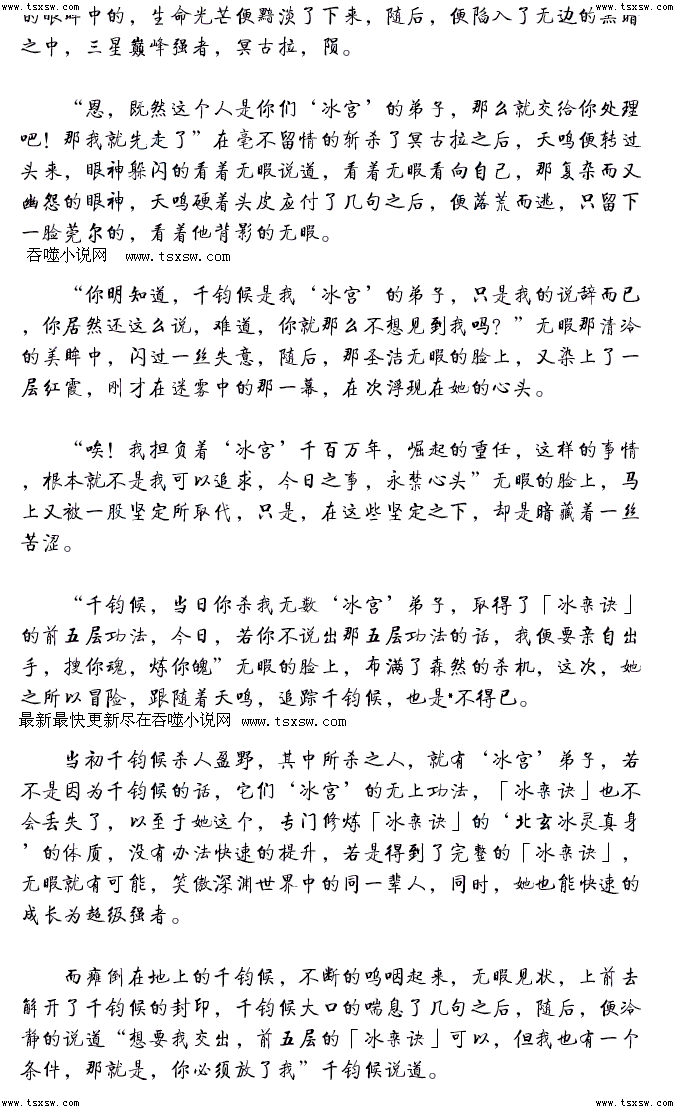 www.tsxsw.com www.tsxsw.com
的眼眸中的，生命光芒便黯淡了下来，随后，便陷入了无边的黑暗
之中，三星巅峰强者，冥古拉，陨。
“恩，既然这个人是你们‘冰宫’的弟子，那么就交给你处理
吧！那我就先走了”在毫不留情的斩杀了冥古拉之后，天鸣便转过
头来，眼神躲闪的看着无暇说道，看着无暇看向自己，那复杂而又
幽怨的眼神，天鸣硬着头皮应付了几句之后，便落荒而逃，只留下
一脸莞尔的，看着他背影的无暇。
吞噬小说网 www.tsxsw.com
“你明知道，千钧候是我‘冰宫’的弟子，只是我的说辞而已
，你居然还这么说，难道，你就那么不想见到我吗？”无暇那清冷
的美眸中，闪过一丝失意，随后，那圣洁无暇的脸上，又染上了一
层红霞，刚才在迷雾中的那一幕，在次浮现在她的心头。
“唉！我担负着‘冰宫’千百万年，崛起的重任，这样的事情
，根本就不是我可以追求，今日之事，永禁心头”无暇的脸上，马
上又被一股坚定所取代，只是，在这些坚定之下，却是暗藏着一丝
苦涩。
“千钧候，当日你杀我无数‘冰宫’弟子，取得了「冰亲诀」
的前五层功法，今日，若你不说出那五层功法的话，我便要亲自出
手，搜你魂，炼你魄”无暇的脸上，布满了森然的杀机，这次，她
之所以冒险，跟随着天鸣，追踪千钧候，也是*不得已。
最新最快更新尽在吞噬小说网 www.tsxsw.com
当初千钧候杀人盈野，其中所杀之人，就有‘冰宫’弟子，若
不是因为千钧候的话，它们‘冰宫’的无上功法，「冰亲诀」也不
会丢失了，以至于她这个，专门修炼「冰亲诀」的‘北玄冰灵真身
’的体质，没有办法快速的提升，若是得到了完整的「冰亲诀」，
无暇就有可能，笑傲深渊世界中的同一辈人，同时，她也能快速的
成长为超级强者。
而瘫倒在地上的千钧候，不断的呜咽起来，无暇见状，上前去
解开了千钧候的封印，千钧候大口的喘息了几句之后，随后，便冷
静的说道“想要我交出，前五层的「冰亲诀」可以，但我也有一个
条件，那就是，你必须放了我”千钧候说道。
www.tsxsw.com www.tsxsw.com